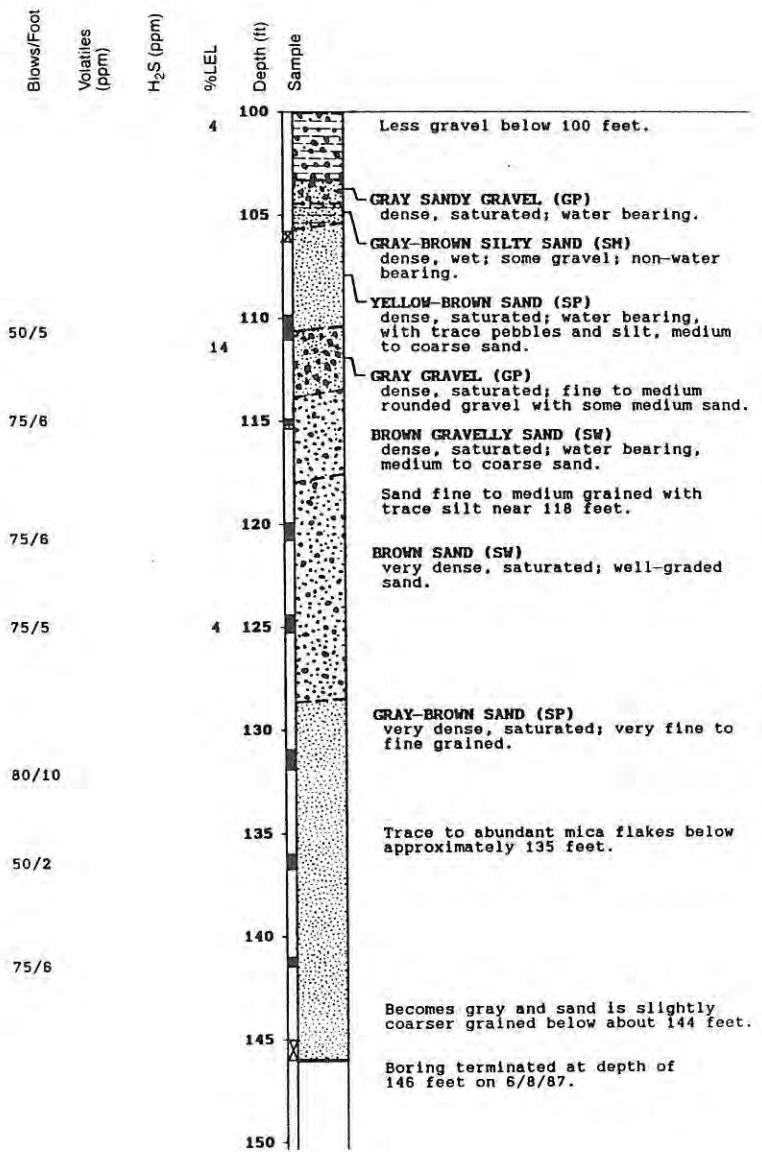 Blows/Foot
Volatiles
(ppm)
H₂S (ppm)
%LEL
Depth (ft)
Sample
100
4
Less gravel below 100 feet.
GRAY SANDY GRAVEL (GP)
dense, saturated; water bearing.
105
GRAY-BROWN SILTY SAND (SM)
dense, wet; some gravel; non-water
bearing.
YELLOW-BROWN SAND (SP)
dense, saturated; water bearing,
with trace pebbles and silt, medium
to coarse sand.
110
50/5
14
GRAY GRAVEL (GP)
dense, saturated; fine to medium
rounded gravel with some medium sand.
75/6
115
BROWN GRAVELLY SAND (SW)
dense, saturated; water bearing,
medium to coarse sand.
Sand fine to medium grained with
trace silt near 118 feet.
120
75/6
BROWN SAND (SW)
very dense, saturated; well-graded
sand.
75/5
4
125
GRAY-BROWN SAND (SP)
very dense, saturated; very fine to
fine grained.
130
80/10
135
Trace to abundant mica flakes below
approximately 135 feet.
50/2
140
75/6
Becomes gray and sand is slightly
coarser grained below about 144 feet.
145
Boring terminated at depth of
146 feet on 6/8/87.
150